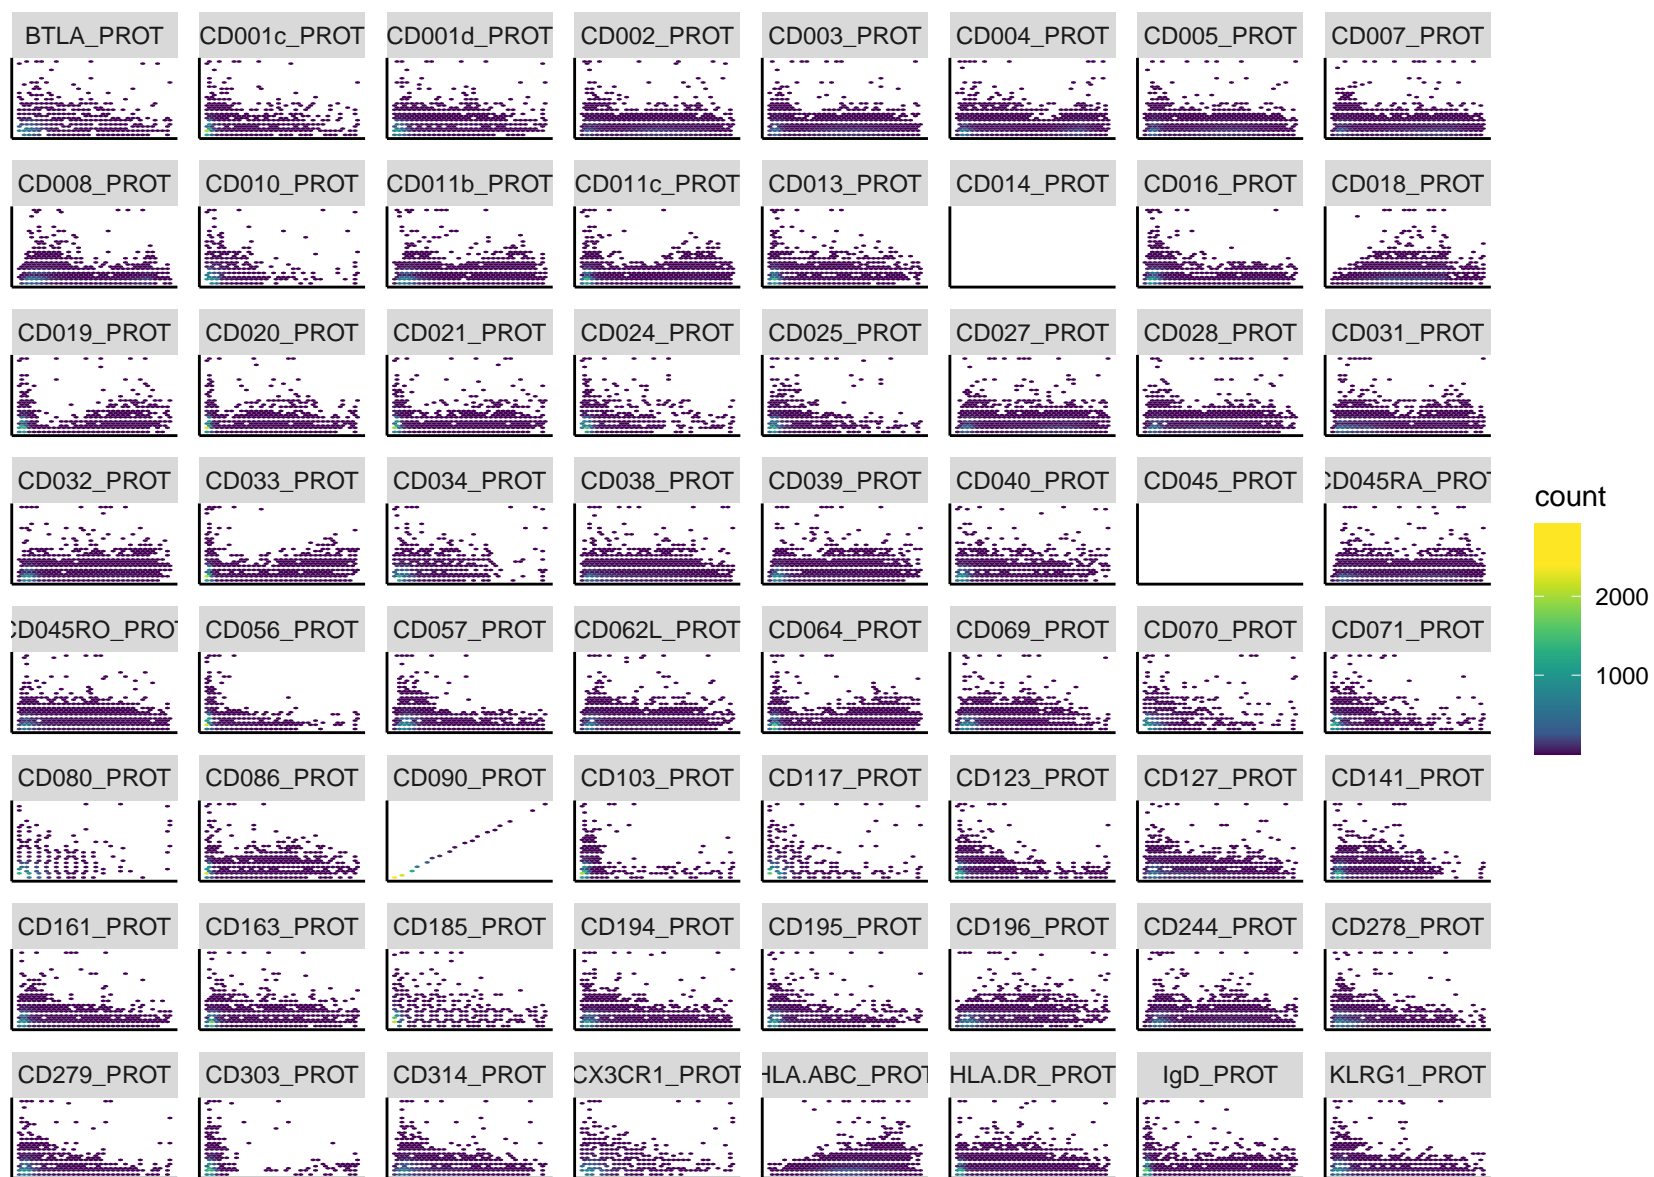 BTLA_PROT CD001c_PROT CD001d_PROT CD002_PROT CD003_PROT CD004_PROT CD005_PROT CD007_PROT
CD008_PROT CD010_PROT CD011b_PROT CD011c_PROT CD013_PROT CD014_PROT CD016_PROT CD018_PROT
CD019_PROT CD020_PROT CD021_PROT CD024_PROT CD025_PROT CD027_PROT CD028_PROT CD031_PROT
CD032_PROT CD033_PROT CD034_PROT CD038_PROT CD039_PROT CD040_PROT CD045_PROT CD045RA_PROT
count
2000
1000
CD045RO_PROT CD056_PROT CD057_PROT CD062L_PROT CD064_PROT CD069_PROT CD070_PROT CD071_PROT
CD080_PROT CD086_PROT CD090_PROT CD103_PROT CD117_PROT CD123_PROT CD127_PROT CD141_PROT
CD161_PROT CD163_PROT CD185_PROT CD194_PROT CD195_PROT CD196_PROT CD244_PROT CD278_PROT
CD279_PROT CD303_PROT CD314_PROT CX3CR1_PROT HLA.ABC_PROT HLA.DR_PROT IgD_PROT KLRG1_PROT